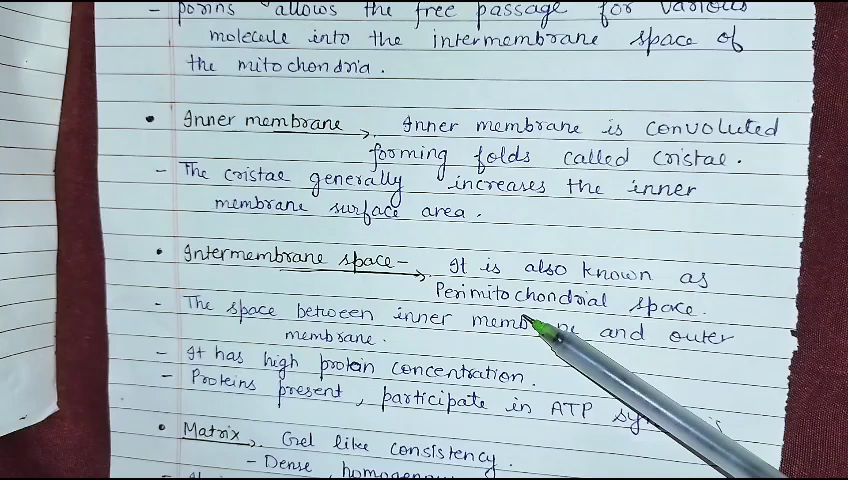 - porins allows the free passage for various
molecule into the intermembrane space of
the mitochondria.
• Inner membrane → Inner membrane is convoluted
forming folds called cristae.
- The cristae generally increases the inner
membrane surface area.
• Intermembrane space - → It is also known as
Perimitochondrial space.
- The space between inner membrane and outer
membrane.
- It has high protein concentration.
- Proteins present, participate in ATP
• Matrix → Gel like consistency.
- Dense, homogenous